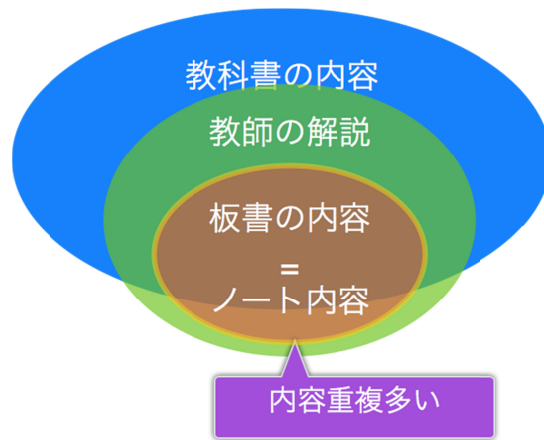 教科書の内容
教師の解説
板書の内容
=
ノート内容
内容重複多い